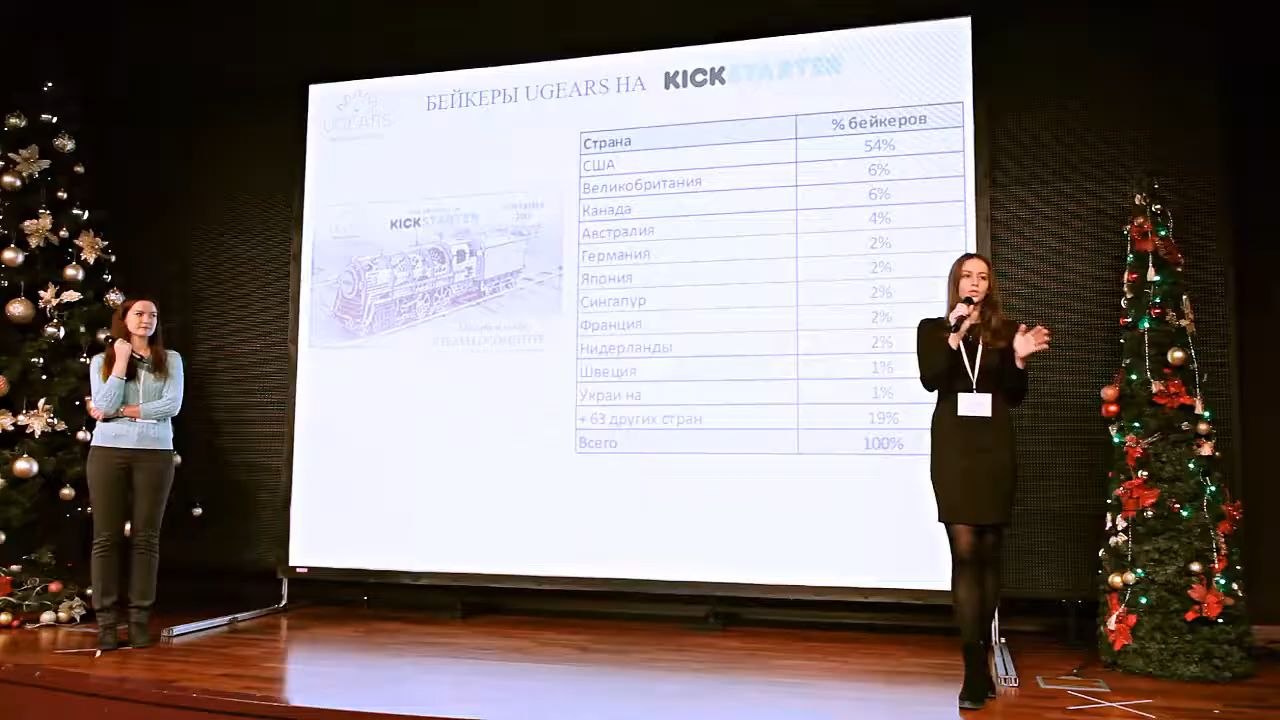 UGEARS
БЕЙКЕРЫ UGEARS НА KICKSTARTER
KICKSTARTER
Страна % бейкеров
США 54%
Великобритания 6%
Канада 6%
Австралия 4%
Германия 2%
Япония 2%
Сингапур 2%
Франция 2%
Нидерланды 2%
Швеция 1%
Украи на 1%
+ 63 других стран 19%
Всего 100%